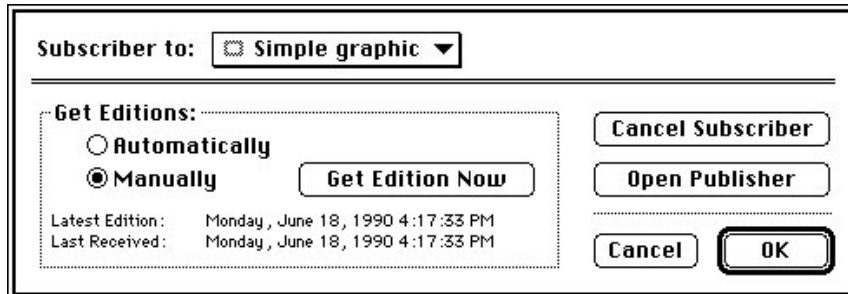 Subscriber to: Simple graphic
Get Editions:
Automatically
Manually
Get Edition Now
Latest Edition: Monday, June 18, 1990 4:17:33 PM
Last Received: Monday, June 18, 1990 4:17:33 PM
Cancel Subscriber
Open Publisher
Cancel OK